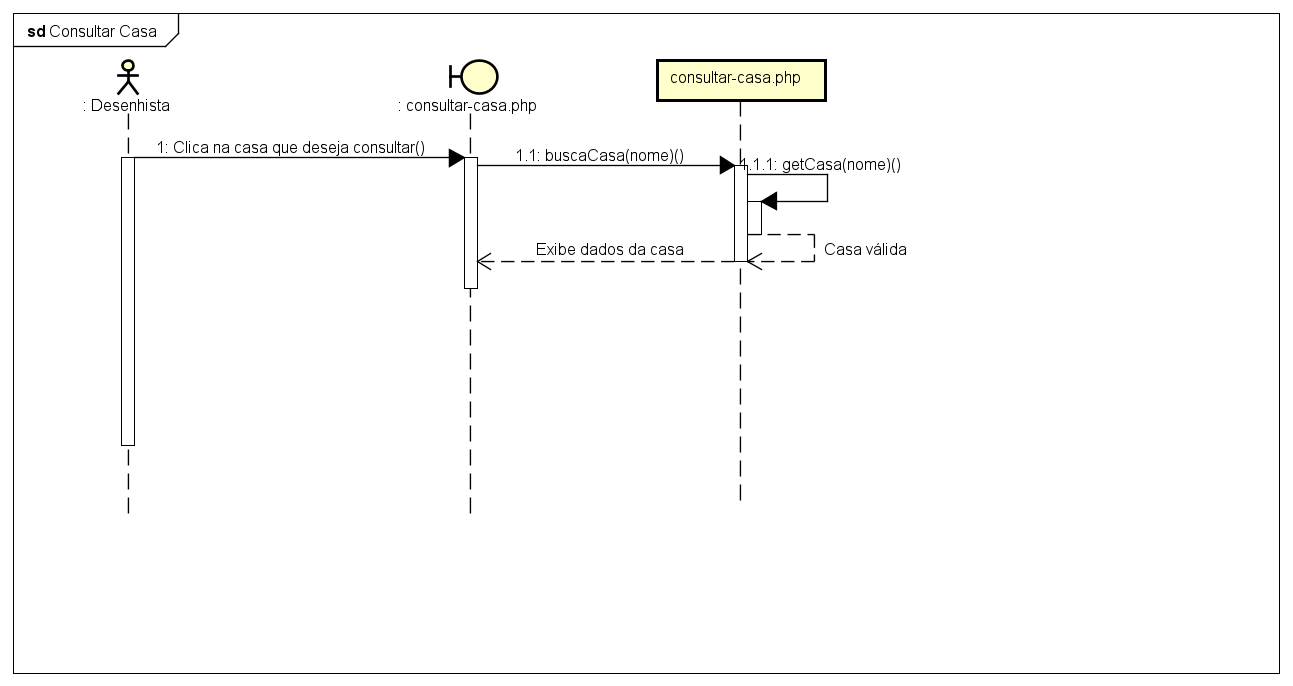 sd Consultar Casa
: Desenhista
: consultar-casa.php
consultar-casa.php
1: Clica na casa que deseja consultar()
1.1: buscaCasa(nome)()
1.1.1: getCasa(nome)()
Exibe dados da casa
Casa válida